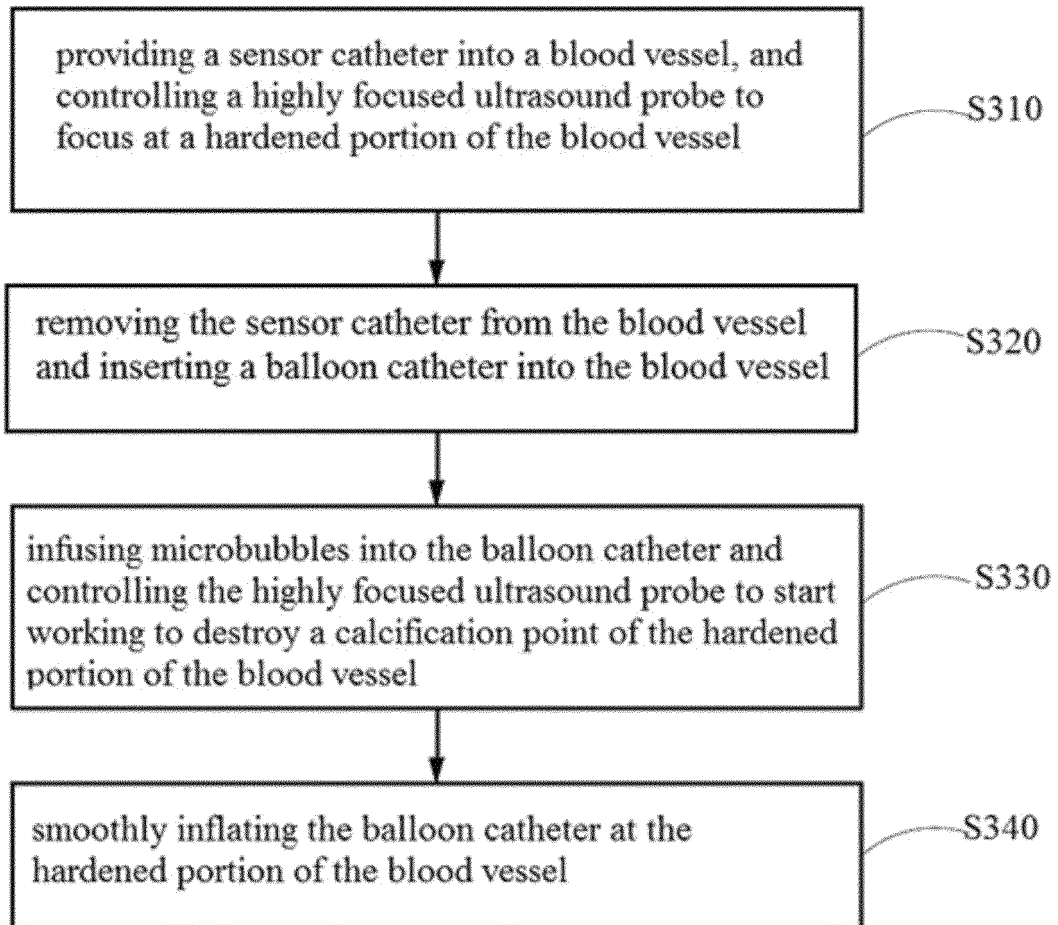 providing a sensor catheter into a blood vessel, and
controlling a highly focused ultrasound probe to
focus at a hardened portion of the blood vessel
S310
removing the sensor catheter from the blood vessel
and inserting a balloon catheter into the blood vessel
S320
infusing microbubbles into the balloon catheter and
controlling the highly focused ultrasound probe to start
working to destroy a calcification point of the hardened
portion of the blood vessel
S330
smoothly inflating the balloon catheter at the
hardened portion of the blood vessel
S340